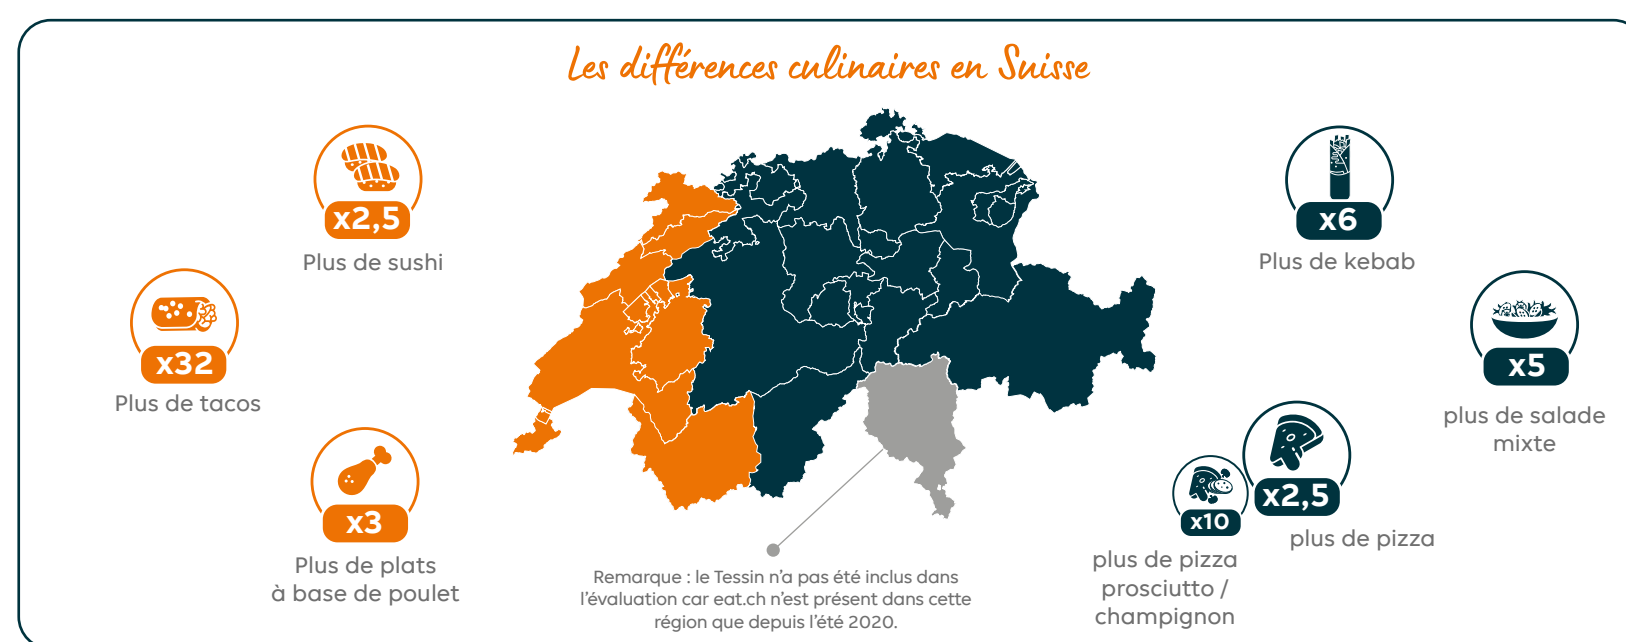 Les différences culinaires en Suisse
x2,5
Plus de sushi
x32
Plus de tacos
x3
Plus de plats
à base de poulet
Remarque : le Tessin n'a pas été inclus dans
l'évaluation car eat.ch n'est présent dans cette
région que depuis l'été 2020.
x6
Plus de kebab
x5
plus de salade
mixte
x2,5
plus de pizza
x10
plus de pizza
prosciutto /
champignon